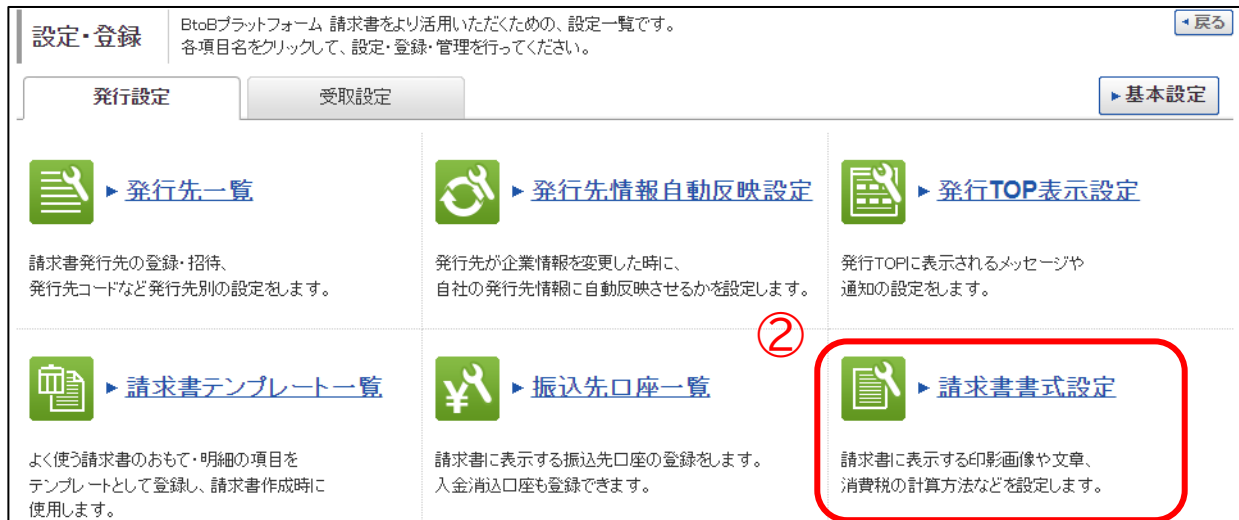 設定・登録
BtoBプラットフォーム 請求書をより活用いただくための、設定一覧です。
各項目名をクリックして、設定・登録・管理を行ってください。
戻る
発行設定
受取設定
基本設定
発行先一覧
請求書発行先の登録・招待、
発行先コードなど発行先別の設定をします。
発行先情報自動反映設定
発行先が企業情報を変更した時に、
自社の発行先情報に自動反映させるかを設定します。
発行TOP表示設定
発行TOPに表示されるメッセージや
通知の設定をします。
請求書テンプレート一覧
よく使う請求書のおもて・明細の項目を
テンプレートとして登録し、請求書作成時に
使用します。
¥
振込先口座一覧
請求書に表示する振込先口座の登録をします。
入金消込口座も登録できます。
②
請求書書式設定
請求書に表示する印影画像や文章、
消費税の計算方法などを設定します。